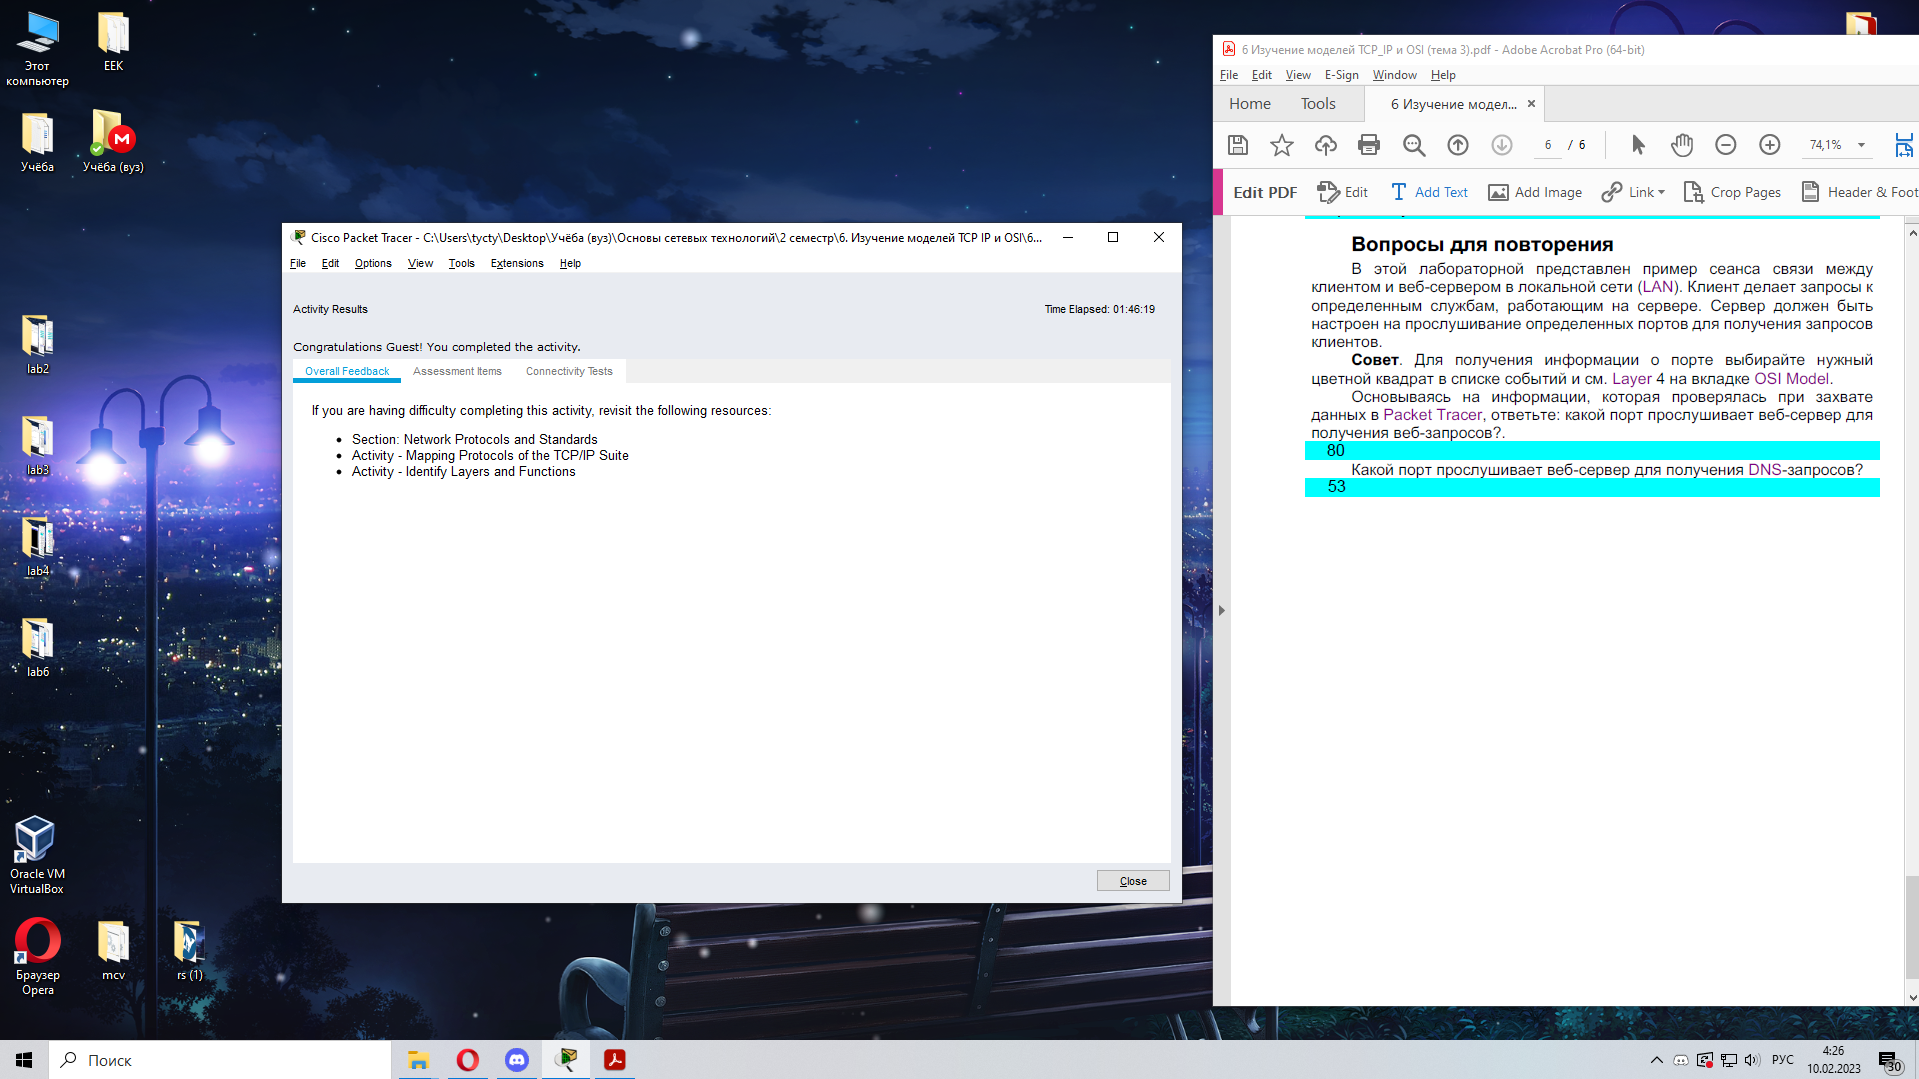 Этот
компьютер
EEK
Учёба
Учёба (вуз)
lab2
lab3
lab4
lab6
Oracle VM
VirtualBox
Браузер
Opera
mcv
rs (1)
Cisco Packet Tracer - C:\Users\tycty\Desktop\Учёба (вуз)\Основы сетевых технологий\2 семестр\6. Изучение моделей TCP IP и OSI\6...
File Edit Options View Tools Extensions Help
Activity Results
Time Elapsed: 01:46:19
Congratulations Guest! You completed the activity.
Overall Feedback Assessment Items Connectivity Tests
If you are having difficulty completing this activity, revisit the following resources:
• Section: Network Protocols and Standards
• Activity - Mapping Protocols of the TCP/IP Suite
• Activity - Identify Layers and Functions
Close
6 Изучение моделей TCP_IP и OSI (тема 3).pdf - Adobe Acrobat Pro (64-bit)
File Edit View E-Sign Window Help
Home Tools 6 Изучение модел... ×
6 / 6 74,1%
Edit PDF Edit Add Text Add Image Link Crop Pages Header & Foot
Вопросы для повторения
В этой лабораторной представлен пример сеанса связи между
клиентом и веб-сервером в локальной сети (LAN). Клиент делает запросы к
определенным службам, работающим на сервере. Сервер должен быть
настроен на прослушивание определенных портов для получения запросов
клиентов.
Совет. Для получения информации о порте выбирайте нужный
цветной квадрат в списке событий и см. Layer 4 на вкладке OSI Model.
Основываясь на информации, которая проверялась при захвате
данных в Packet Tracer, ответьте: какой порт прослушивает веб-сервер для
получения веб-запросов?.
80
Какой порт прослушивает веб-сервер для получения DNS-запросов?
53
Поиск
РУС
4:26
10.02.2023
30